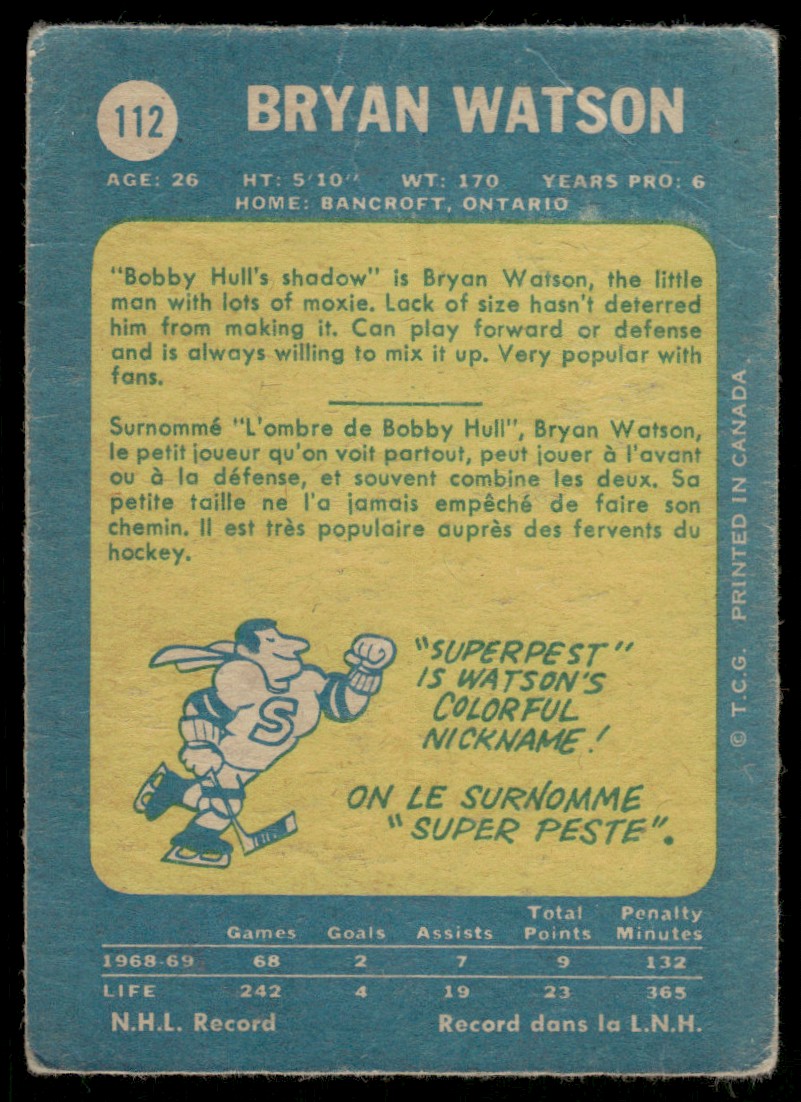 112
BRYAN WATSON
AGE: 26 HT: 5'10" WT: 170 YEARS PRO: 6
HOME: BANCROFT, ONTARIO
"Bobby Hull's shadow" is Bryan Watson, the little
man with lots of moxie. Lack of size hasn't deterred
him from making it. Can play forward or defense
and is always willing to mix it up. Very popular with
fans.
Surnommé "L'ombre de Bobby Hull", Bryan Watson,
le petit joueur qu'on voit partout, peut jouer à l'avant
ou à la défense, et souvent combine les deux. Sa
petite taille ne l'a jamais empêché de faire son
chemin. Il est très populaire auprès des fervents du
hockey.
S
"SUPERPEST"
IS WATSON'S
COLORFUL
NICKNAME!
ON LE SURNOMME
"SUPER PESTE".
© T.C.G. PRINTED IN CANADA.
Games Goals Assists Total Points Penalty Minutes
1968-69 68 2 7 9 132
LIFE 242 4 19 23 365
N.H.L. Record Record dans la L.N.H.